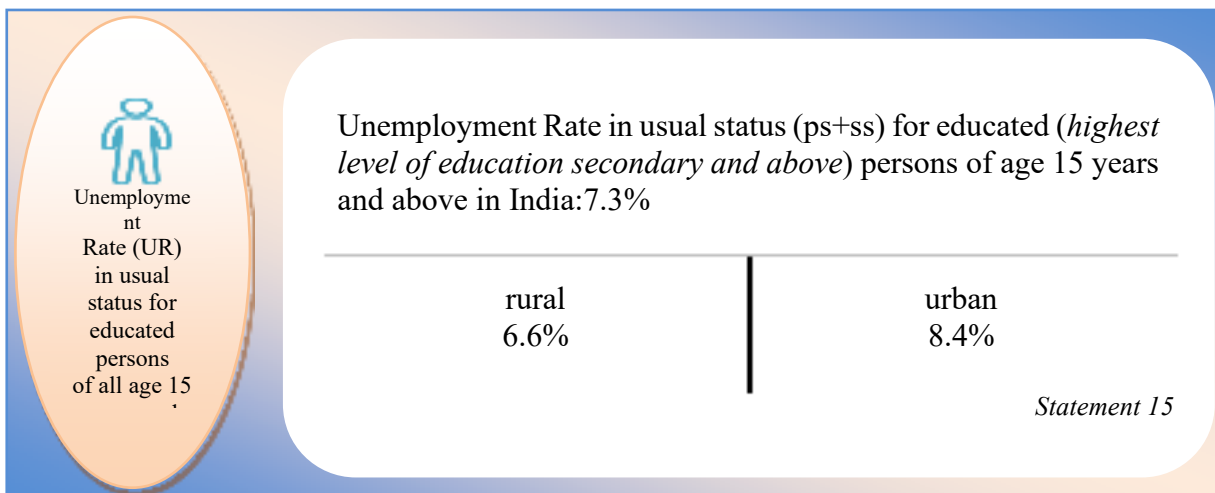 Unemployme
nt
Rate (UR)
in usual
status for
educated
persons
of all age 15
Unemployment Rate in usual status (ps+ss) for educated (highest
level of education secondary and above) persons of age 15 years
and above in India:7.3%
rural
6.6%
urban
8.4%
Statement 15